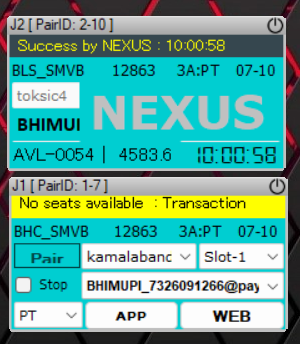 J2 [ PairID: 2-10 ]
Success by NEXUS : 10:00:58
BLS_SMVB 12863 3A:PT 07-10
toksic4
NEXUS
BHIMUI
AVL-0054 | 4583.6 10:00:58
J1 [ PairID: 1-7 ]
No seats available : Transaction
BHC_SMVB 12863 3A:PT 07-10
Pair kamalabanc Slot-1
Stop BHIMUPI_7326091266@pay
PT APP WEB